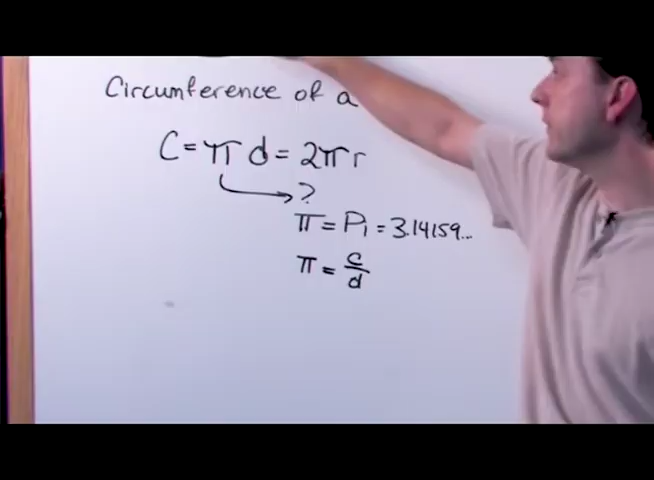 Circumference of a
C = π d = 2π r
?
π = Pi = 3.14159...
π = c/d